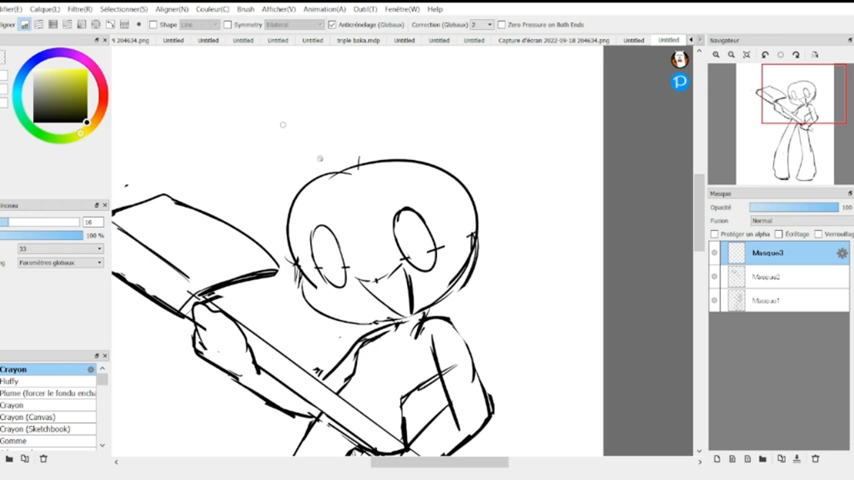 ifier(E) Calque(L) Filtre(R) Sélectionner(S) Aligner(N) Couleur(C) Brush Afficher(V) Animation(A) Outil(T) Fenêtre(W) Help
ligner Shape Line Symmetry Bilateral Anticrénelage (Globaux) Correction (Globaux) 2 Zero Pressure on Both Ends
9 204634.png Untitled Untitled Untitled Untitled Untitled triple baka.mdp Untitled Untitled Untitled Capture d'écran 2022-09-18 204634.png Untitled Untitled
Navigateur
Masque
Opacité 100
Fusion Normal
Protéger un alpha Écrêtage Verrouillag
Masque3
Masque2
Masque1
inceau
16
100 %
33
Paramètres globaux
Crayon
Fluffy
Plume (forcer le fondu encha
Crayon
Crayon (Canvas)
Crayon (Sketchbook)
Gomme